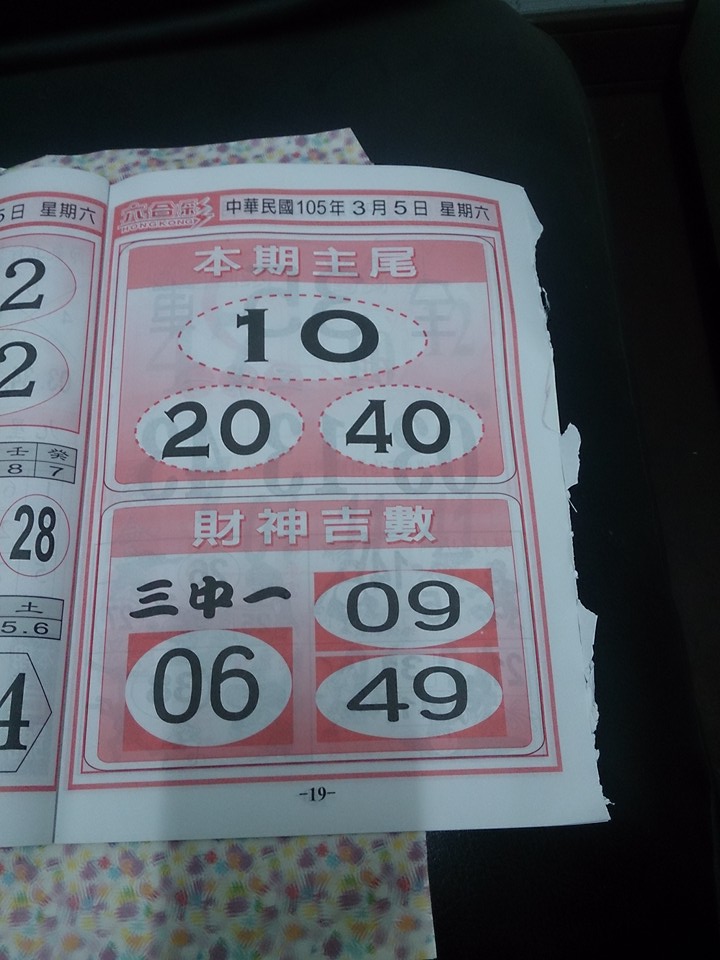 5日 星期六
2
2
壬 癸
8 7
28
土
5.6
4
六合彩 中華民國105年3月5日 星期六
HONGKONG
本期主尾
10
20 40
財神吉數
三中一 09
06 49
-19-